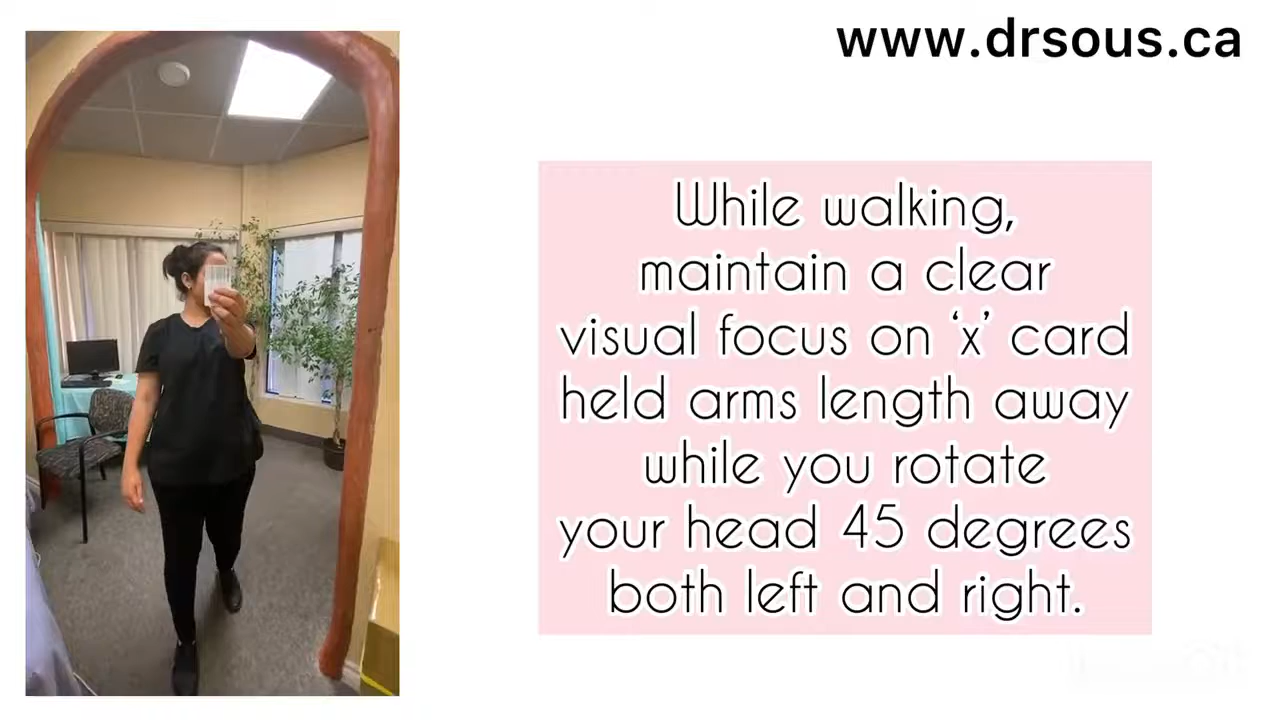 www.drsous.ca
While walking,
maintain a clear
visual focus on ‘x’ card
held arms length away
while you rotate
your head 45 degrees
both left and right.